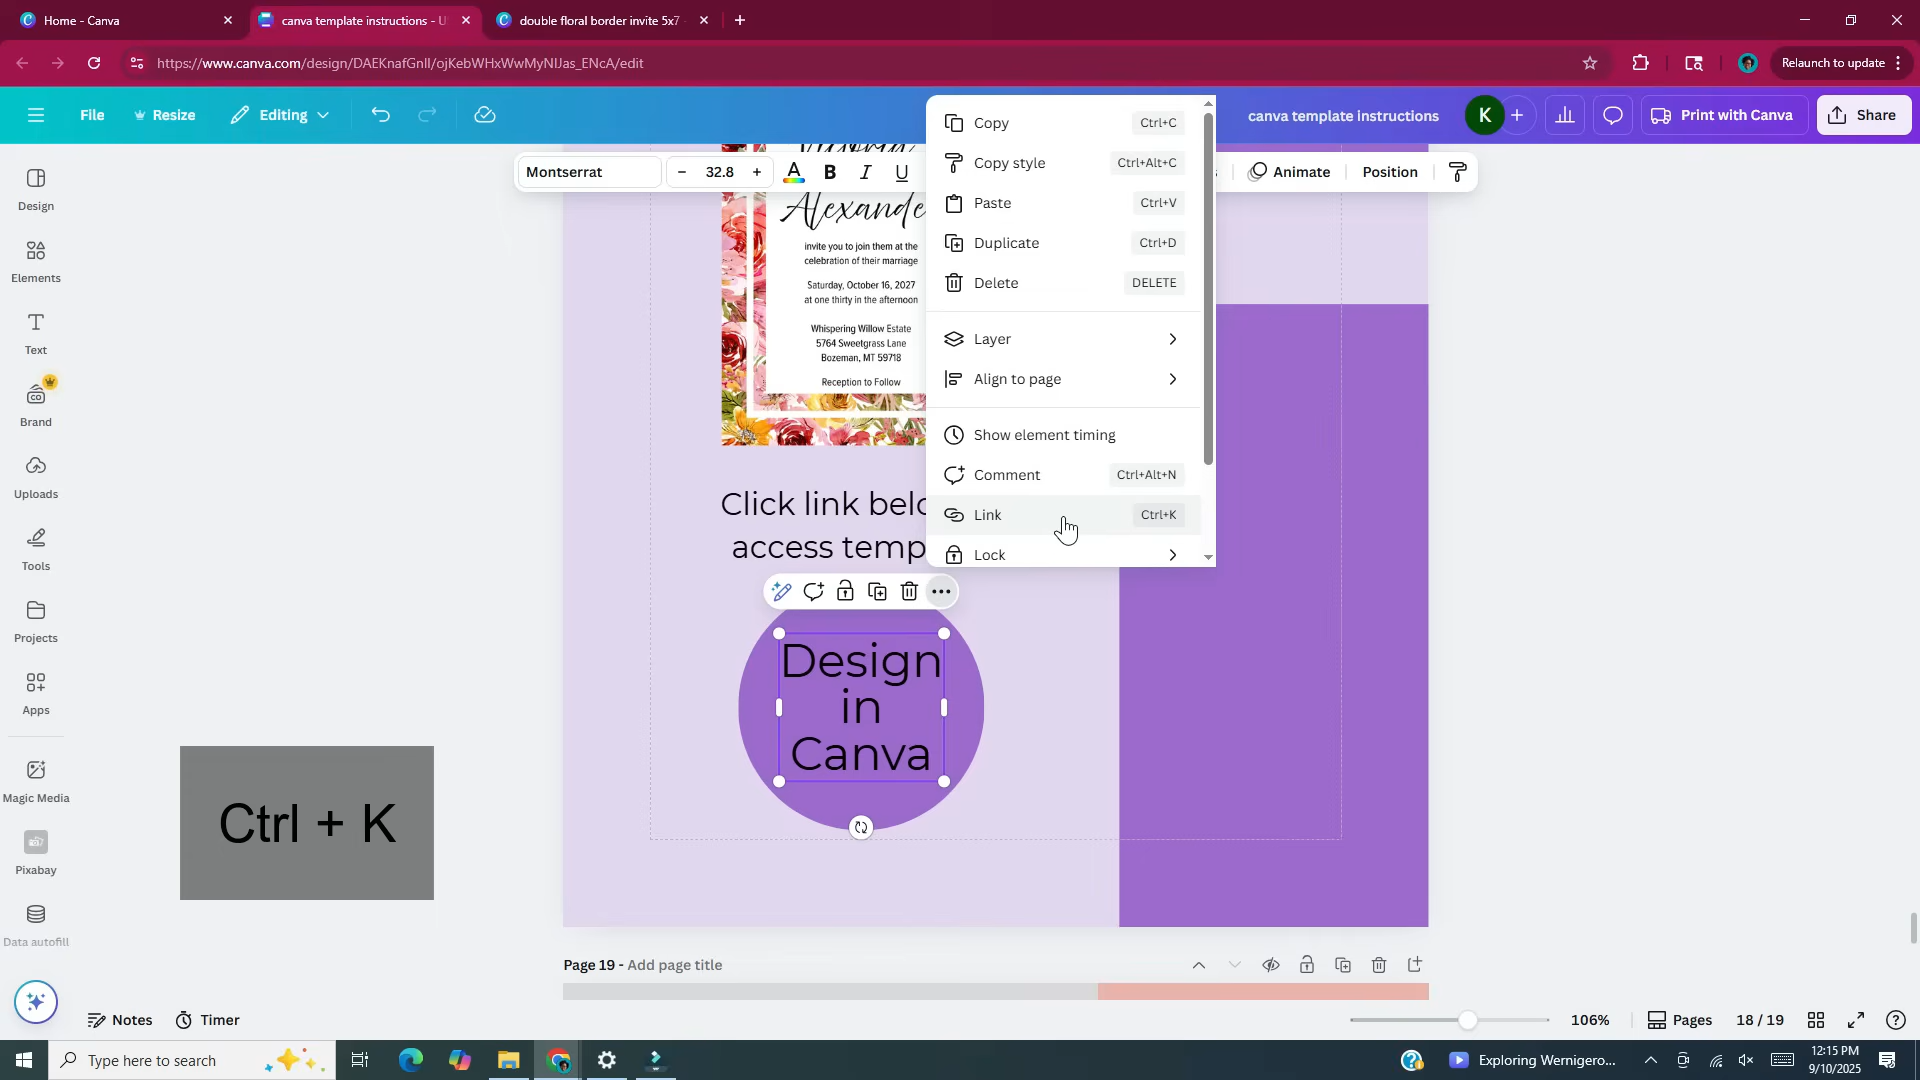 Home - Canva
canva template instructions - U
double floral border invite 5x7
https://www.canva.com/design/DAEKnafGnlI/ojKebWHxWwMyNIJas_ENcA/edit
Relaunch to update
File
Resize
Editing
canva template instructions
K
Print with Canva
Share
Montserrat
- 32.8 +
A
B
I
U
Animate
Position
Copy
Ctrl+C
Copy style
Ctrl+Alt+C
Paste
Ctrl+V
Duplicate
Ctrl+D
Delete
DELETE
Layer
Align to page
Show element timing
Comment
Ctrl+Alt+N
Link
Ctrl+K
Lock
Design
Elements
Text
Brand
Uploads
Tools
Projects
Apps
Magic Media
Pixabay
Data autofill
Victoria
Alexande
invite you to join them at the
celebration of their marriage
Saturday, October 16, 2027
at one thirty in the afternoon
Whispering Willow Estate
5764 Sweetgrass Lane
Bozeman, MT 59718
Reception to Follow
Click link belo
access temp
Design
in
Canva
Ctrl + K
Page 19 - Add page title
Notes
Timer
106%
Pages
18 / 19
Type here to search
Exploring Wernigero...
12:15 PM
9/10/2025